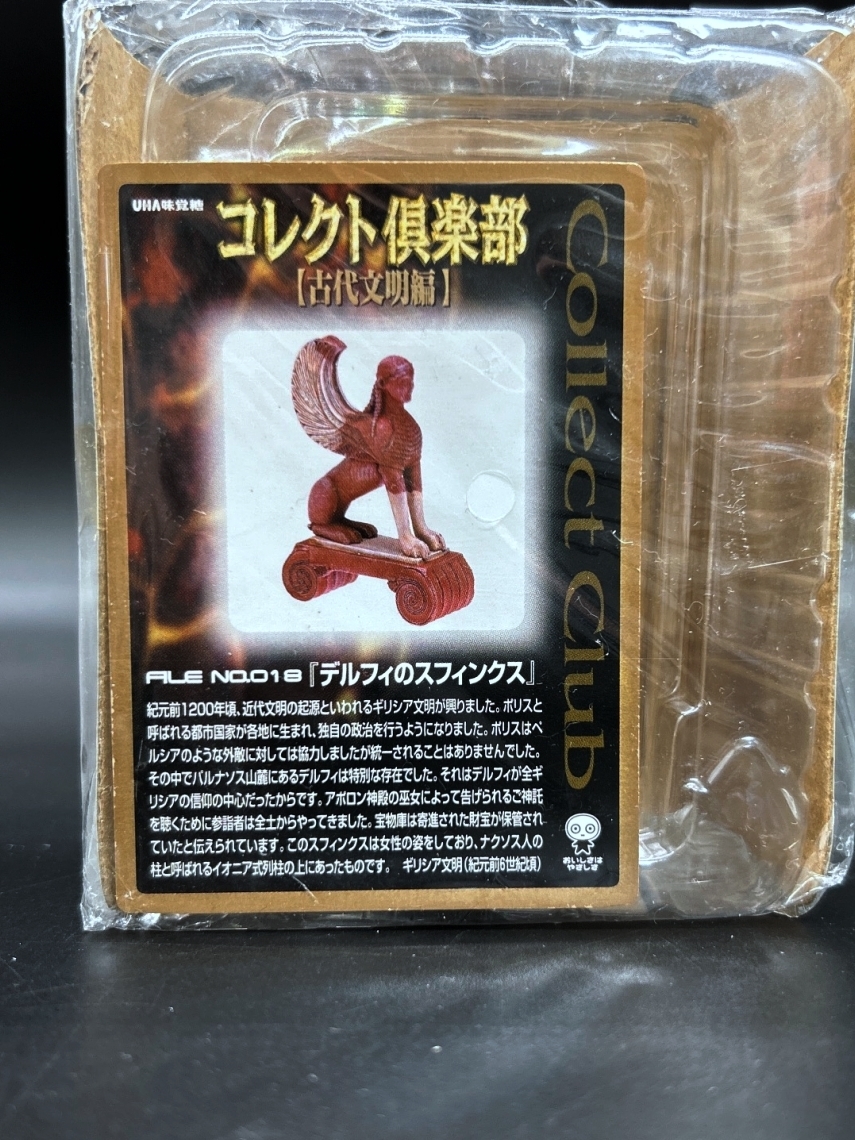 UHA味覚糖
コレクト倶楽部
【古代文明編】
Collect Club
FILE NO.018『デルフィのスフィンクス』
紀元前1200年頃、近代文明の起源といわれるギリシア文明が興りました。ポリスと
呼ばれる都市国家が各地に生まれ、独自の政治を行うようになりました。ポリスはペ
ルシアのような外敵に対しては協力しましたが統一されることはありませんでした。
その中でパルナソス山麓にあるデルフィは特別な存在でした。それはデルフィが全ギ
リシアの信仰の中心だったからです。アポロン神殿の巫女によって告げられるご神託
を聴くために参詣者は全土からやってきました。宝物庫は寄進された財宝が保管され
ていたと伝えられています。このスフィンクスは女性の姿をしており、ナクソス人の
柱と呼ばれるイオニア式列柱の上にあったものです。 ギリシア文明(紀元前6世紀頃)
おいしさは
やさしさ